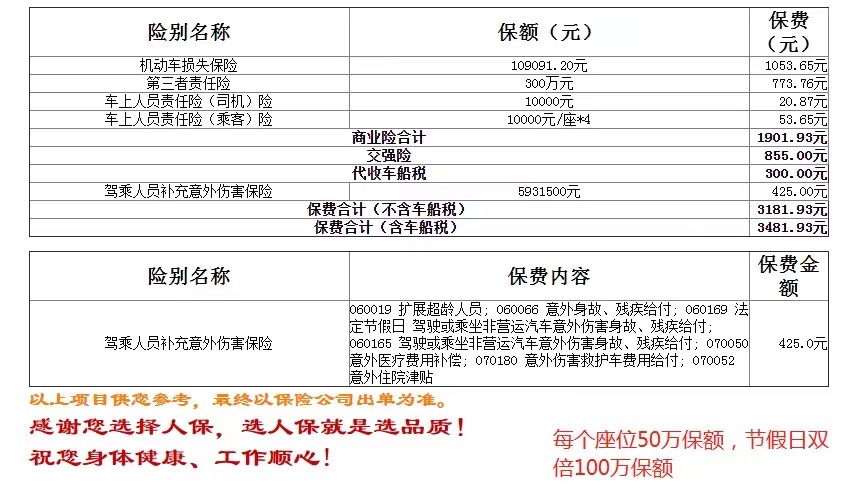 险别名称 保额（元） 保费（元）
机动车损失保险 109091.20元 1053.65元
第三者责任险 300万元 773.76元
车上人员责任险（司机）险 10000元 20.87元
车上人员责任险（乘客）险 10000元/座*4 53.65元
商业险合计 1901.93元
交强险 855.00元
代收车船税 300.00元
驾乘人员补充意外伤害保险 5931500元 425.00元
保费合计（不含车船税） 3181.93元
保费合计（含车船税） 3481.93元
险别名称 保费内容 保费金额
驾乘人员补充意外伤害保险
060019 扩展超龄人员；060066 意外身故、残疾给付；060169 法
定节假日 驾驶或乘坐非营运汽车意外伤害身故、残疾给付；
060165 驾驶或乘坐非营运汽车意外伤害身故、残疾给付；070050
意外医疗费用补偿；070180 意外伤害救护车费用给付；070052
意外住院津贴
425.0元
以上项目供您参考，最终以保险公司出单为准。
感谢您选择人保，选人保就是选品质！
祝您身体健康、工作顺心！
每个座位50万保额，节假日双
倍100万保额